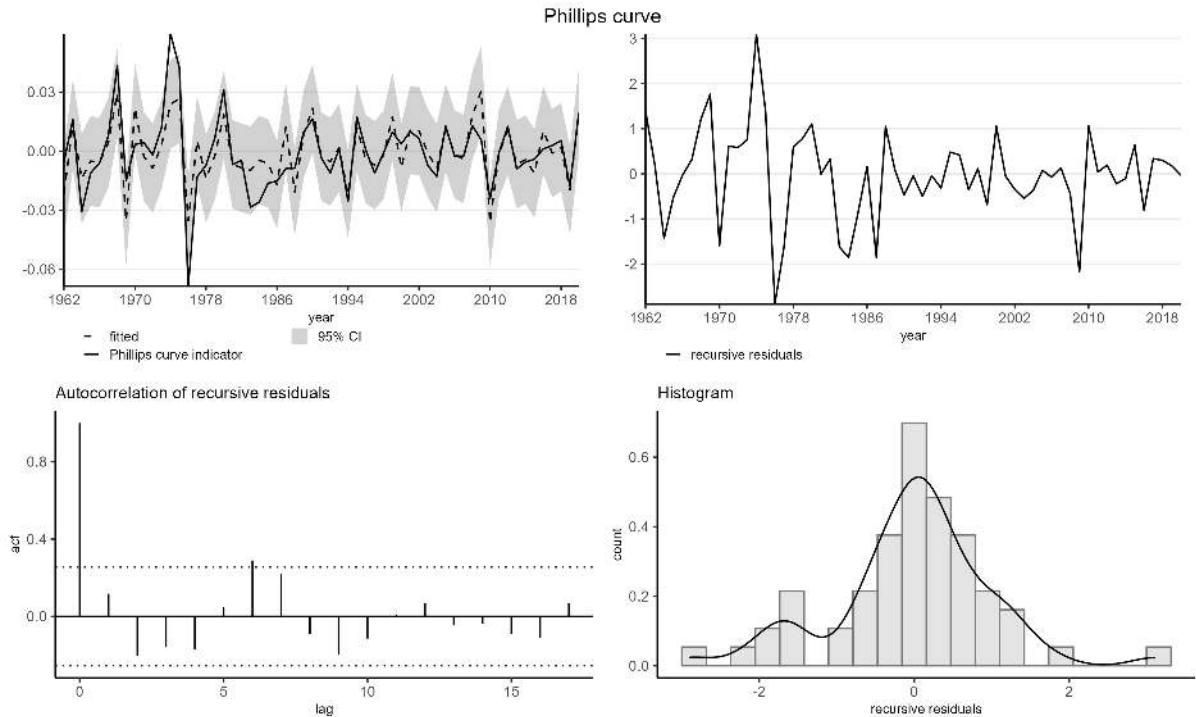 Phillips curve
0.03
0.00
-0.03
-0.08
1962 1970 1978 1986 1994 2002 2010 2018
year
fitted 95% CI
Phillips curve indicator
3
2
1
0
-1
-2
1962 1970 1978 1986 1994 2002 2010 2018
year
recursive residuals
Autocorrelation of recursive residuals
acf
0.8
0.4
0.0
0 5 10 15
lag
Histogram
count
0.6
0.4
0.2
0.0
-2 0 2
recursive residuals